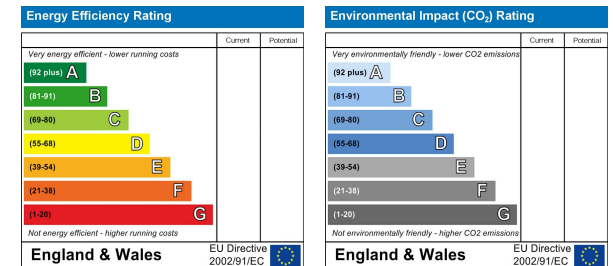 Energy Efficiency Rating
Current Potential
Very energy efficient - lower running costs
(92 plus) A
(81-91) B
(69-80) C
(55-68) D
(39-54) E
(21-38) F
(1-20) G
Not energy efficient - higher running costs
England & Wales
EU Directive
2002/91/EC
Environmental Impact (CO₂) Rating
Current Potential
Very environmentally friendly - lower CO2 emissions
(92 plus) A
(81-91) B
(69-80) C
(55-68) D
(39-54) E
(21-38) F
(1-20) G
Not environmentally friendly - higher CO2 emissions
England & Wales
EU Directive
2002/91/EC